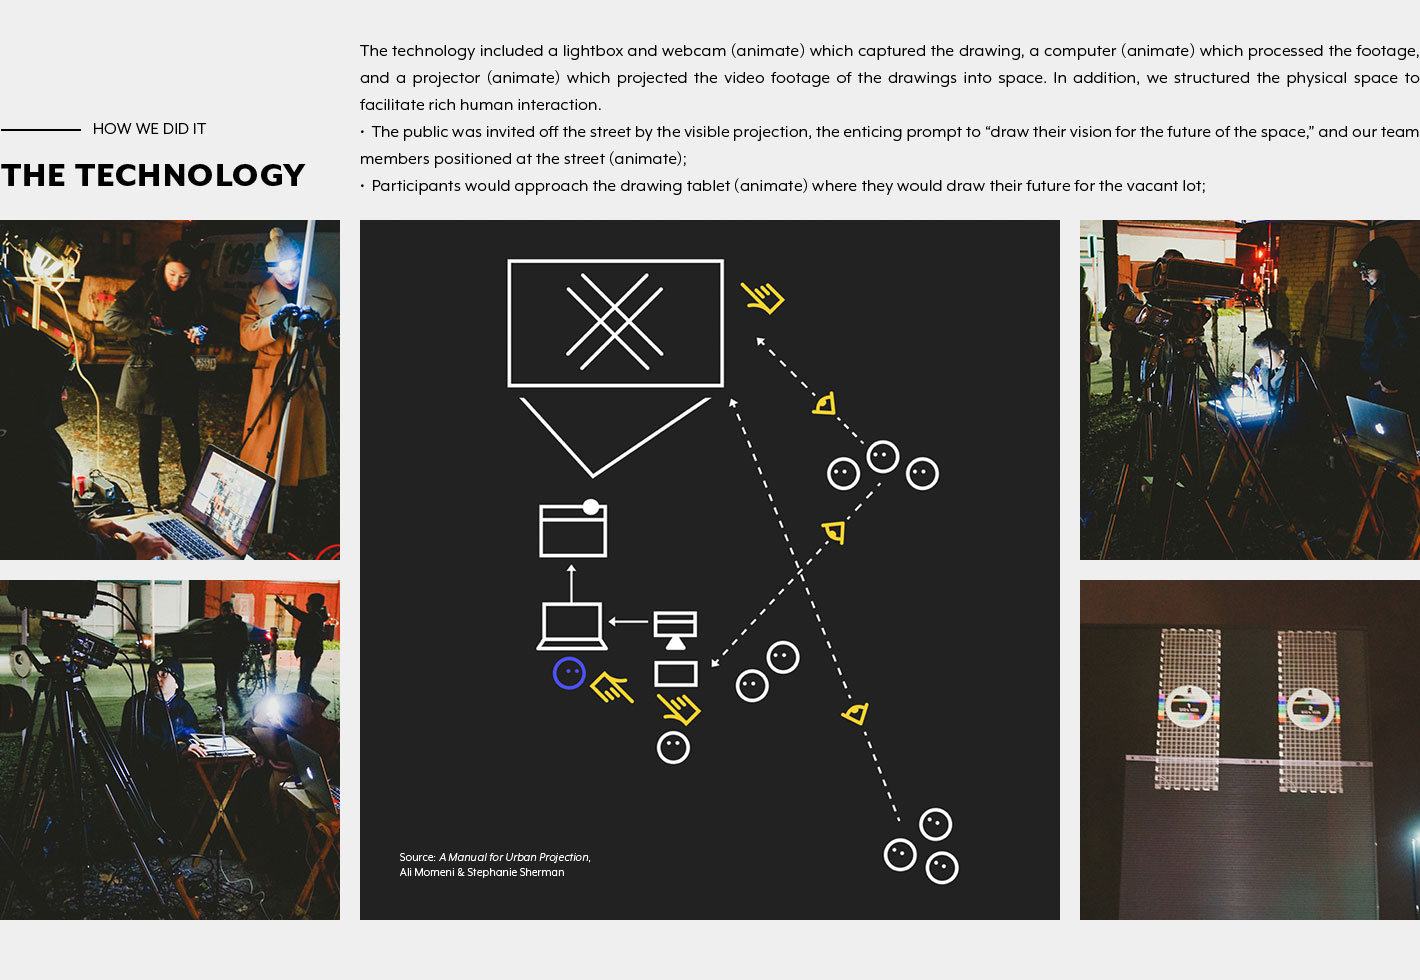 The technology included a lightbox and webcam (animate) which captured the drawing, a computer (animate) which processed the footage,
and a projector (animate) which projected the video footage of the drawings into space. In addition, we structured the physical space to
facilitate rich human interaction.
· The public was invited off the street by the visible projection, the enticing prompt to “draw their vision for the future of the space,” and our team
members positioned at the street (animate);
· Participants would approach the drawing tablet (animate) where they would draw their future for the vacant lot;
HOW WE DID IT
THE TECHNOLOGY
Source: A Manual for Urban Projection,
Ali Momeni & Stephanie Sherman